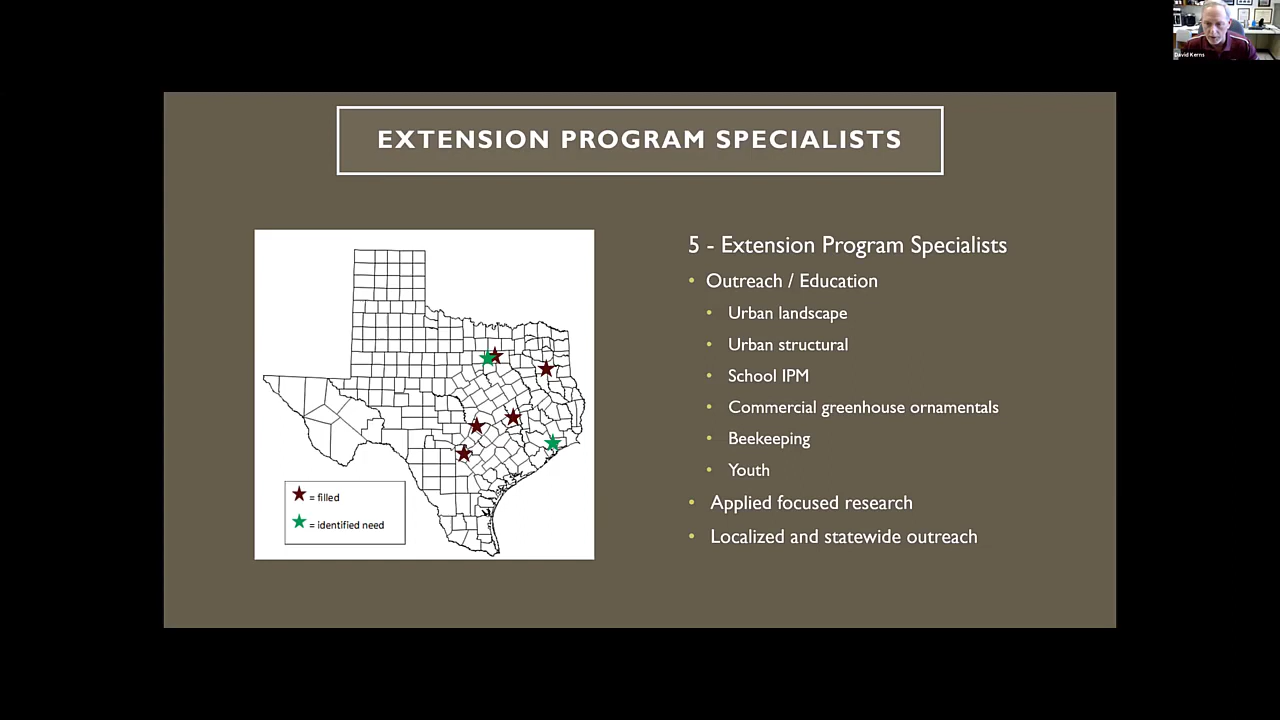 David Kerns
EXTENSION PROGRAM SPECIALISTS
= filled
= identified need
5 - Extension Program Specialists
• Outreach / Education
• Urban landscape
• Urban structural
• School IPM
• Commercial greenhouse ornamentals
• Beekeeping
• Youth
• Applied focused research
• Localized and statewide outreach